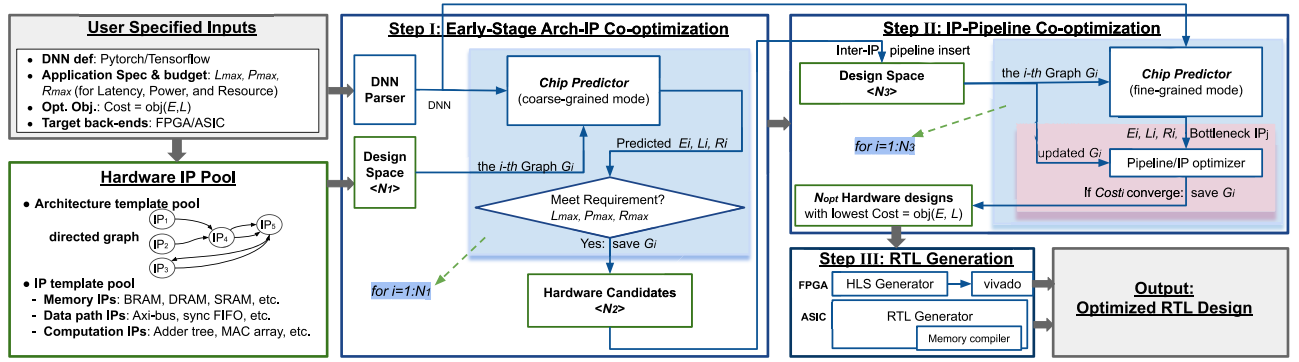 User Specified Inputs
• DNN def: Pytorch/Tensorflow
• Application Spec & budget: Lmax, Pmax,
Rmax (for Latency, Power, and Resource)
• Opt. Obj.: Cost = obj(E,L)
• Target back-ends: FPGA/ASIC
Hardware IP Pool
• Architecture template pool
directed graph
IP1
IP2
IP3
IP4
IP5
• IP template pool
- Memory IPs: BRAM, DRAM, SRAM, etc.
- Data path IPs: Axi-bus, sync FIFO, etc.
- Computation IPs: Adder tree, MAC array, etc.
Step I: Early-Stage Arch-IP Co-optimization
DNN
Parser
DNN
Chip Predictor
(coarse-grained mode)
Design
Space
<N1>
the i-th Graph Gi
Predicted Ei, Li, Ri
Meet Requirement?
Lmax, Pmax, Rmax
Yes: save Gi
for i=1:N1
Hardware Candidates
<N2>
Step II: IP-Pipeline Co-optimization
Inter-IP pipeline insert
Design Space
<N3>
the i-th Graph Gi
Chip Predictor
(fine-grained mode)
for i=1:N3
Ei, Li, Ri, Bottleneck IPj
updated Gi
Pipeline/IP optimizer
If Costi converge: save Gi
Nopt Hardware designs
with lowest Cost = obj(E, L)
Step III: RTL Generation
FPGA
HLS Generator
vivado
ASIC
RTL Generator
Memory compiler
Output:
Optimized RTL Design